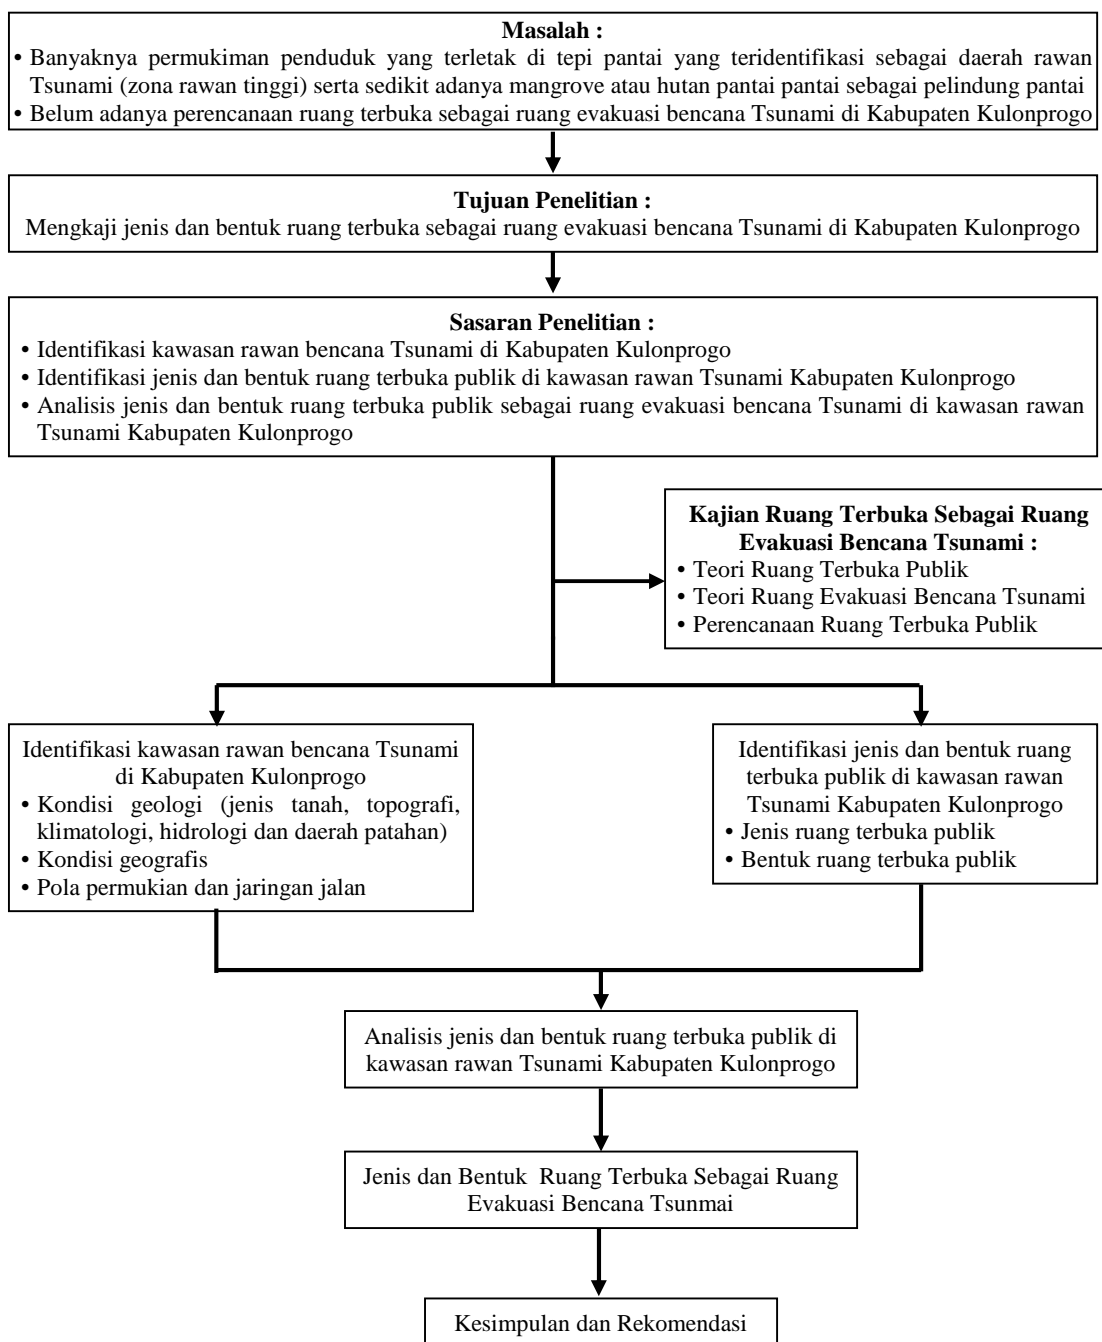 Masalah :
• Banyaknya permukiman penduduk yang terletak di tepi pantai yang teridentifikasi sebagai daerah rawan
Tsunami (zona rawan tinggi) serta sedikit adanya mangrove atau hutan pantai pantai sebagai pelindung pantai
• Belum adanya perencanaan ruang terbuka sebagai ruang evakuasi bencana Tsunami di Kabupaten Kulonprogo
Tujuan Penelitian :
Mengkaji jenis dan bentuk ruang terbuka sebagai ruang evakuasi bencana Tsunami di Kabupaten Kulonprogo
Sasaran Penelitian :
• Identifikasi kawasan rawan bencana Tsunami di Kabupaten Kulonprogo
• Identifikasi jenis dan bentuk ruang terbuka publik di kawasan rawan Tsunami Kabupaten Kulonprogo
• Analisis jenis dan bentuk ruang terbuka publik sebagai ruang evakuasi bencana Tsunami di kawasan rawan
Tsunami Kabupaten Kulonprogo
Kajian Ruang Terbuka Sebagai Ruang
Evakuasi Bencana Tsunami :
• Teori Ruang Terbuka Publik
• Teori Ruang Evakuasi Bencana Tsunami
• Perencanaan Ruang Terbuka Publik
Identifikasi kawasan rawan bencana Tsunami
di Kabupaten Kulonprogo
• Kondisi geologi (jenis tanah, topografi,
klimatologi, hidrologi dan daerah patahan)
• Kondisi geografis
• Pola permukian dan jaringan jalan
Identifikasi jenis dan bentuk ruang
terbuka publik di kawasan rawan
Tsunami Kabupaten Kulonprogo
• Jenis ruang terbuka publik
• Bentuk ruang terbuka publik
Analisis jenis dan bentuk ruang terbuka publik di
kawasan rawan Tsunami Kabupaten Kulonprogo
Jenis dan Bentuk Ruang Terbuka Sebagai Ruang
Evakuasi Bencana Tsunmai
Kesimpulan dan Rekomendasi